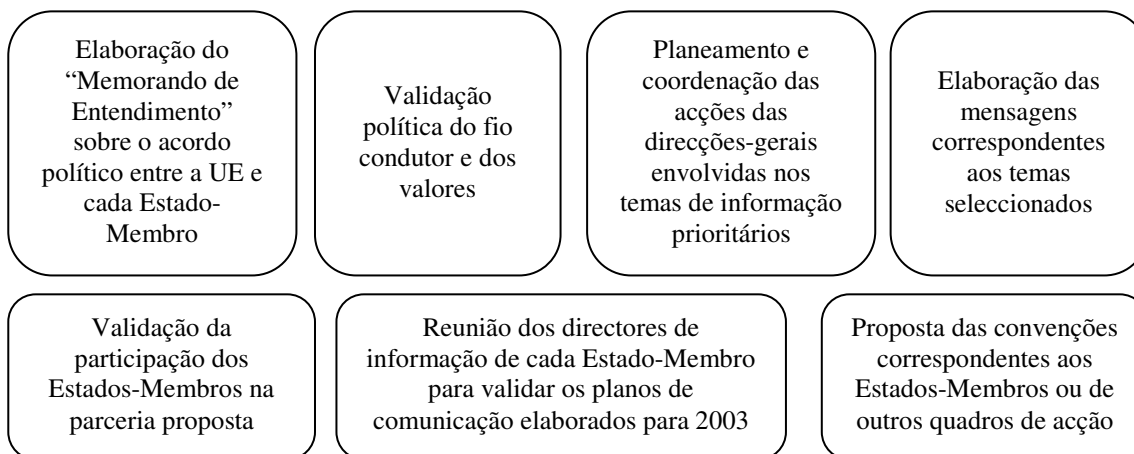 Elaboração do
“Memorando de
Entendimento”
sobre o acordo
político entre a UE e
cada Estado-
Membro
Validação
política do fio
condutor e dos
valores
Planeamento e
coordenação das
acções das
direcções-gerais
envolvidas nos
temas de informação
prioritários
Elaboração das
mensagens
correspondentes
aos temas
seleccionados
Validação da
participação dos
Estados-Membros na
parceria proposta
Reunião dos directores de
informação de cada Estado-Membro
para validar os planos de
comunicação elaborados para 2003
Proposta das convenções
correspondentes aos
Estados-Membros ou de
outros quadros de acção